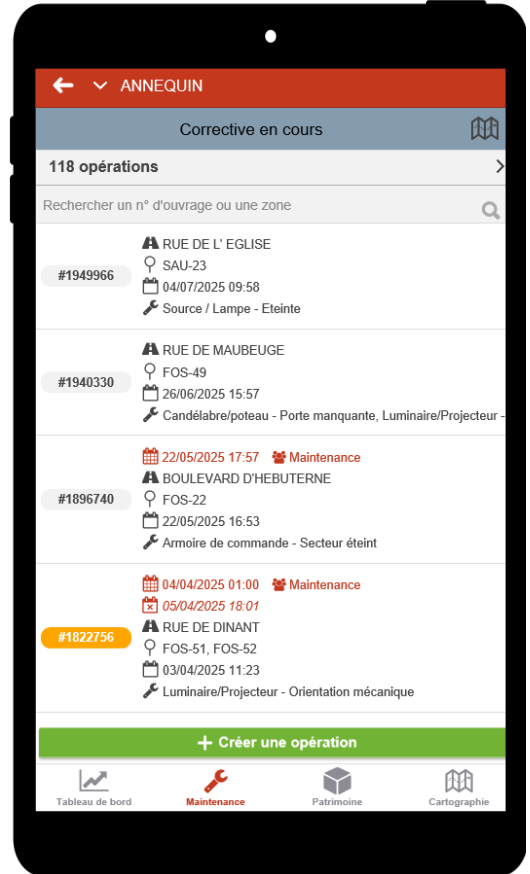 ANNEQUIN
Corrective en cours
118 opérations
Rechercher un n° d'ouvrage ou une zone
#1949966
RUE DE L' EGLISE
SAU-23
04/07/2025 09:58
Source / Lampe - Eteinte
#1940330
RUE DE MAUBEUGE
FOS-49
26/06/2025 15:57
Candélabre/poteau - Porte manquante, Luminaire/Projecteur -
#1896740
22/05/2025 17:57 Maintenance
BOULEVARD D'HEBUTERNE
FOS-22
22/05/2025 16:53
Armoire de commande - Secteur éteint
#1822756
04/04/2025 01:00 Maintenance
05/04/2025 18:01
RUE DE DINANT
FOS-51, FOS-52
03/04/2025 11:23
Luminaire/Projecteur - Orientation mécanique
+ Créer une opération
Tableau de bord Maintenance Patrimoine Cartographie